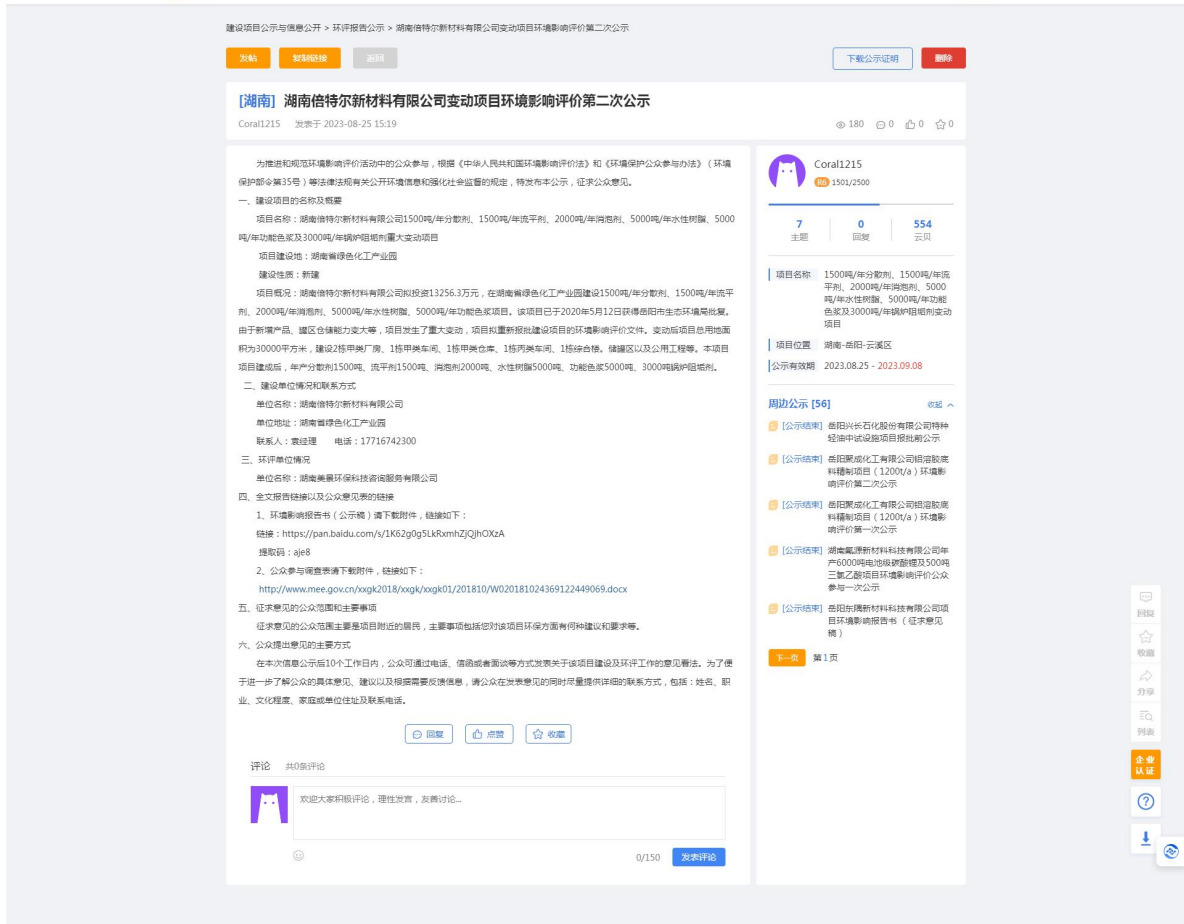 建设项目公示与信息公开 > 环评报告公示 > 湖南倍特尔新材料有限公司变动项目环境影响评价第二次公示
发帖 复制链接 返回 下载公示证明 删除
[湖南] 湖南倍特尔新材料有限公司变动项目环境影响评价第二次公示
Coral1215 发表于 2023-08-25 15:19 180 0 0 0
为推进和规范环境影响评价活动中的公众参与，根据《中华人民共和国环境影响评价法》和《环境保护公众参与办法》（环境
保护部令第35号）等法律法规有关公开环境信息和强化社会监督的规定，特发布本公示，征求公众意见。
一、建设项目的名称及概要
项目名称：湖南倍特尔新材料有限公司1500吨/年分散剂、1500吨/年流平剂、2000吨/年消泡剂、5000吨/年水性树脂、5000
吨/年功能色浆及3000吨/年锅炉阻垢剂重大变动项目
项目建设地：湖南省绿色化工产业园
建设性质：新建
项目概况：湖南倍特尔新材料有限公司拟投资13256.3万元，在湖南省绿色化工产业园建设1500吨/年分散剂、1500吨/年流平
剂、2000吨/年消泡剂、5000吨/年水性树脂、5000吨/年功能色浆项目。该项目已于2020年5月12日获得岳阳市生态环境局批复。
由于新增产品、罐区仓储能力变大等，项目发生了重大变动，项目拟重新报批建设项目的环境影响评价文件。变动后项目总用地面
积为30000平方米，建设2栋甲类厂房、1栋甲类车间、1栋甲类仓库、1栋丙类车间、1栋综合楼。储罐区以及公用工程等。本项目
项目建成后，年产分散剂1500吨、流平剂1500吨、消泡剂2000吨、水性树脂5000吨、功能色浆5000吨、3000吨锅炉阻垢剂。
二、建设单位情况和联系方式
单位名称：湖南倍特尔新材料有限公司
单位地址：湖南省绿色化工产业园
联系人：袁经理 电话：17716742300
三、环评单位情况
单位名称：湖南美景环保科技咨询服务有限公司
四、全文报告链接以及公众意见表的链接
1、环境影响报告书（公示稿）请下载附件，链接如下：
链接：https://pan.baidu.com/s/1K62g0g5LkRxmhZjQjhOXzA
提取码：aje8
2、公众参与调查表请下载附件，链接如下：
http://www.mee.gov.cn/xxgk2018/xxgk/xxgk01/201810/W020181024369122449069.docx
五、征求意见的公众范围和主要事项
征求意见的公众范围主要是项目附近的居民，主要事项包括您对该项目环保方面有何种建议和要求等。
六、公众提出意见的主要方式
在本次信息公示后10个工作日内，公众可通过电话、信函或者面谈等方式发表关于该项目建设及环评工作的意见看法。为了便
于进一步了解公众的具体意见、建议以及根据需要反馈信息，请公众在发表意见的同时尽量提供详细的联系方式，包括：姓名、职
业、文化程度、家庭或单位住址及联系电话。
回复 点赞 收藏
评论 共0条评论
欢迎大家积极评论，理性发言，友善讨论...
0/150 发表评论
Coral1215
R6 1501/2500
7 0 554
主题 回复 云贝
项目名称 1500吨/年分散剂、1500吨/年流
平剂、2000吨/年消泡剂、5000
吨/年水性树脂、5000吨/年功能
色浆及3000吨/年锅炉阻垢剂变动
项目
项目位置 湖南-岳阳-云溪区
公示有效期 2023.08.25 - 2023.09.08
周边公示 [56] 收起
[公示结束] 岳阳兴长石化股份有限公司特种
轻油中试设施项目报批前公示
[公示结束] 岳阳聚成化工有限公司铝溶胶底
料精制项目（1200t/a）环境影
响评价第二次公示
[公示结束] 岳阳聚成化工有限公司铝溶胶底
料精制项目（1200t/a）环境影
响评价第一次公示
[公示结束] 湖南氟源新材料科技有限公司年
产6000吨电池级碳酸锂及500吨
三氟乙酸项目环境影响评价公众
参与一次公示
[公示结束] 岳阳东隅新材料科技有限公司项
目环境影响报告书 （征求意见
稿）
下一页 第1页
回复
收藏
分享
列表
企业
认证